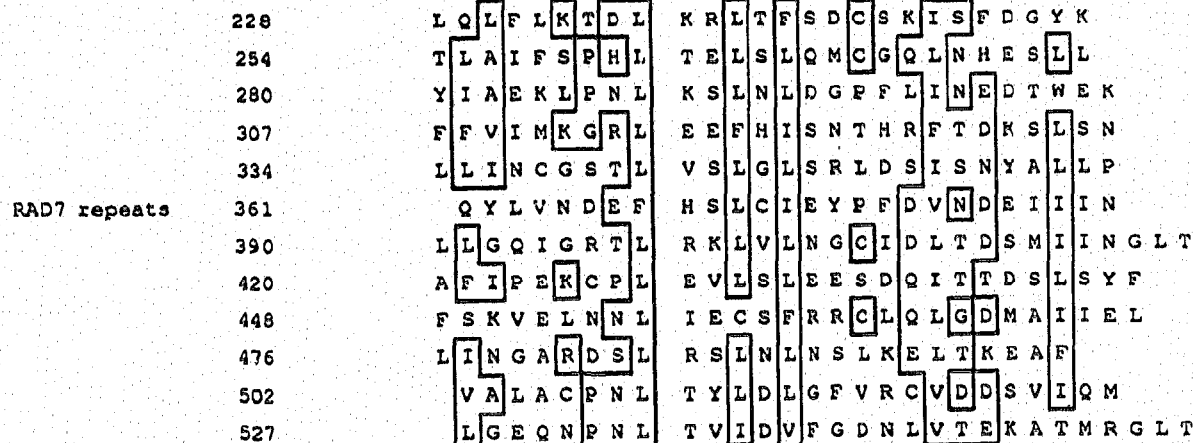 228 L Q L F L K T D L K R L T F S D C S K I S F D G Y K
254 T L A I F S P H L T E L S L Q M C G Q L N H E S L L
280 Y I A E K L P N L K S L N L D G P F L I N E D T W E K
307 F F V I M K G R L E E F H I S N T H R F T D K S L S N
334 L L I N C G S T L V S L G L S R L D S I S N Y A L L P
RAD7 repeats 361 Q Y L V N D E F H S L C I E Y P F D V N D E I I I N
390 L L G Q I G R T L R K L V L N G C I D L T D S M I I N G L T
420 A F I P E K C P L E V L S L E E S D Q I T T D S L S Y F
448 F S K V E L N N L I E C S F R R C L Q L G D M A I I E L
476 L I N G A R D S L R S L N L N S L K E L T K E A F
502 V A L A C P N L T Y L D L G F V R C V D D S V I Q M
527 L G E Q N P N L T V I D V F G D N L V T E K A T M R G L T